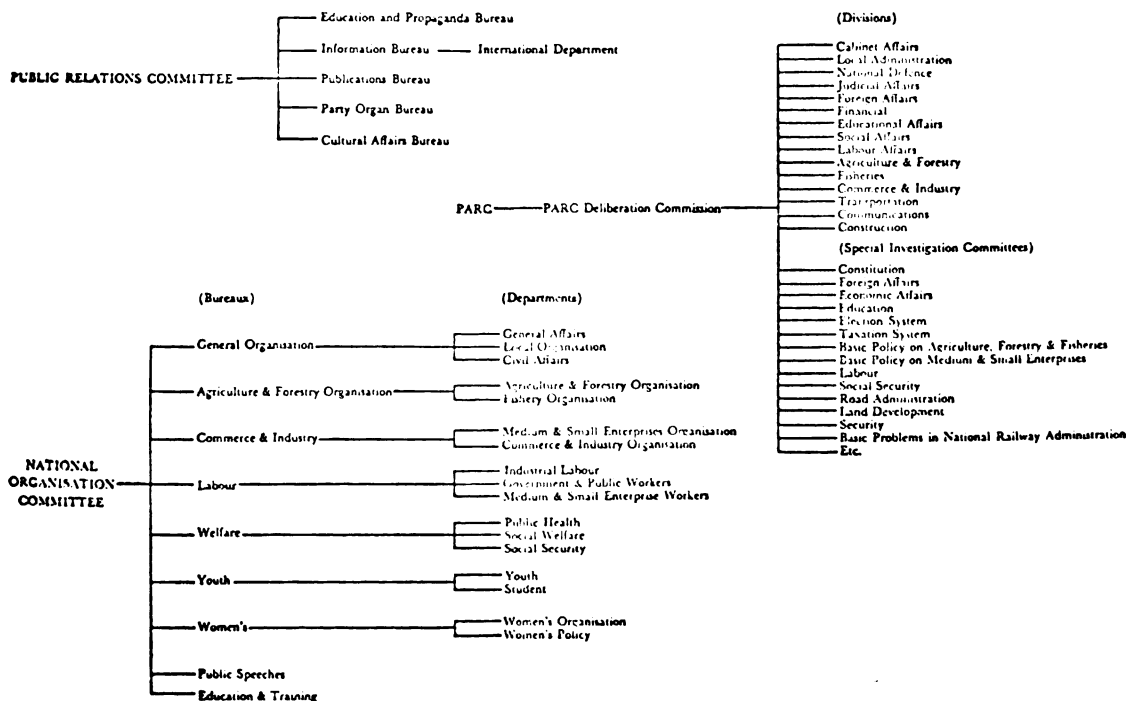 Education and Propaganda Bureau
Information Bureau
International Department
PUBLIC RELATIONS COMMITTEE
Publications Bureau
Party Organ Bureau
Cultural Affairs Bureau
(Divisions)
Cabinet Affairs
Local Administration
National Defence
Judicial Affairs
Foreign Affairs
Financial
Educational Affairs
Social Affairs
Labour Affairs
Agriculture & Forestry
Fisheries
Commerce & Industry
Transportation
Communications
Construction
PARC
PARC Deliberation Commission
(Special Investigation Committees)
Constitution
Foreign Affairs
Economic Affairs
Education
Election System
Taxation System
Basic Policy on Agriculture, Forestry & Fisheries
Basic Policy on Medium & Small Enterprises
Labour
Social Security
Road Administration
Land Development
Security
Basic Problems in National Railway Administration
Etc.
(Bureaux)
(Departments)
General Organisation
General Affairs
Local Organisation
Civil Affairs
Agriculture & Forestry Organisation
Agriculture & Forestry Organisation
Fishery Organisation
Commerce & Industry
Medium & Small Enterprises Organisation
Commerce & Industry Organisation
NATIONAL
ORGANISATION
COMMITTEE
Labour
Industrial Labour
Government & Public Workers
Medium & Small Enterprise Workers
Welfare
Public Health
Social Welfare
Social Security
Youth
Youth
Student
Women's
Women's Organisation
Women's Policy
Public Speeches
Education & Training